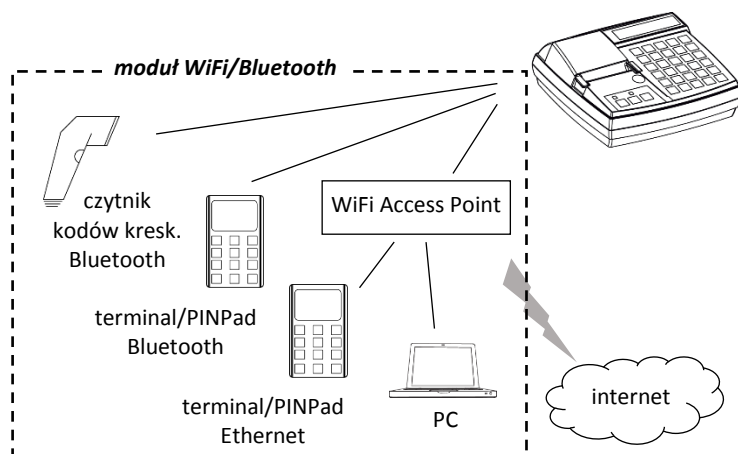 moduł WiFi/Bluetooth
czytnik
kodów kresk.
Bluetooth
WiFi Access Point
terminal/PINPad
Bluetooth
terminal/PINPad
Ethernet
PC
internet